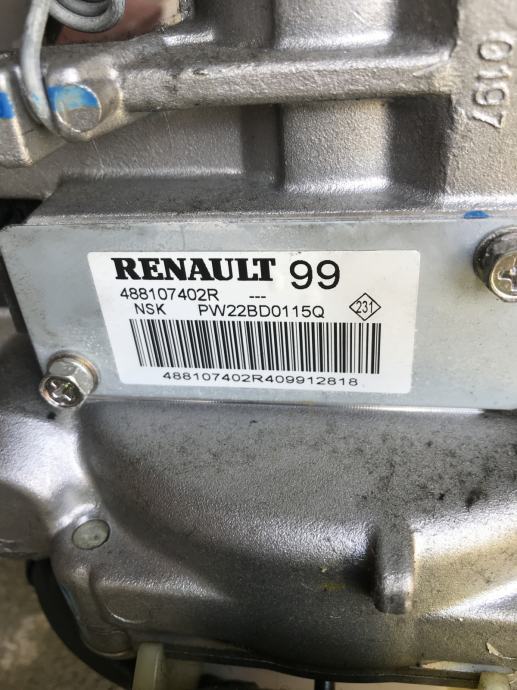 0197
RENAULT 99
488107402R ---
NSK PW22BD0115Q 231
488107402R409912818